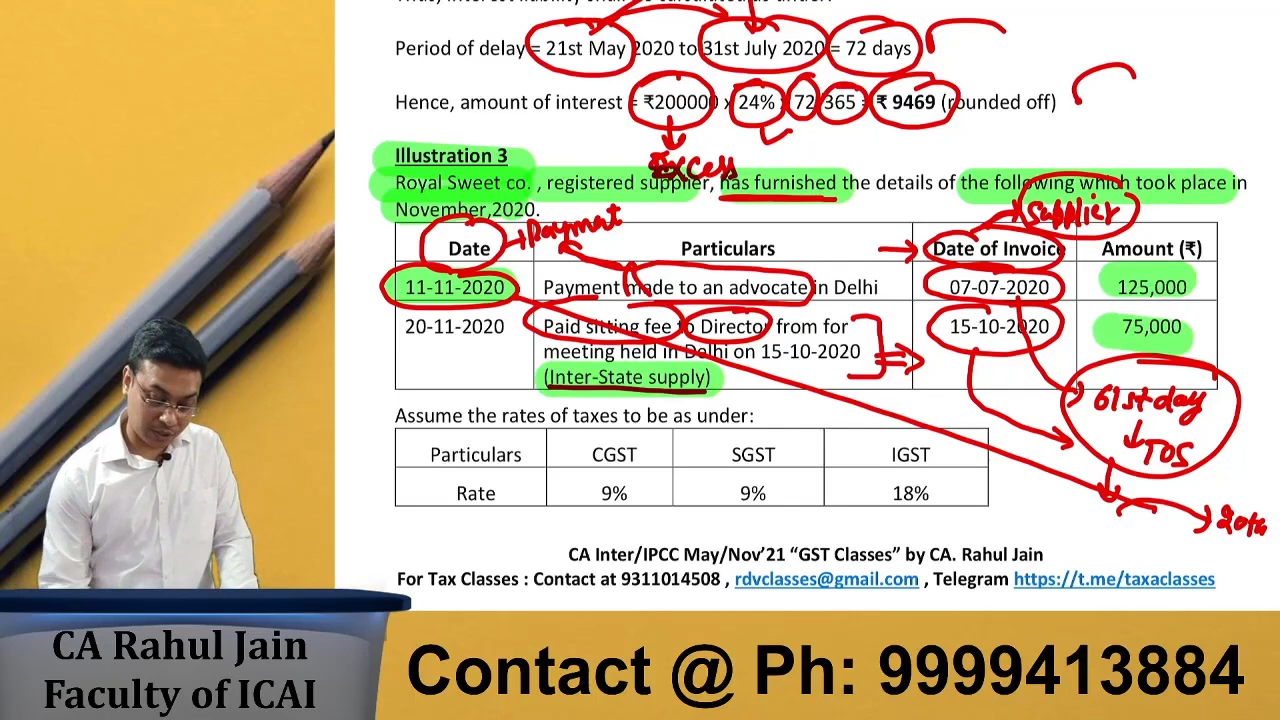 Period of delay = 21st May 2020 to 31st July 2020 = 72 days
Hence, amount of interest = ₹200000 x 24% 72 365 = ₹ 9469 (rounded off)
Excess
Illustration 3
Royal Sweet co. , registered supplier, has furnished the details of the following which took place in
November,2020.
Supplier
Payment
Date Particulars Date of Invoice Amount (₹)
11-11-2020 Payment made to an advocate in Delhi 07-07-2020 125,000
20-11-2020 Paid sitting fee to Director from for 15-10-2020 75,000
meeting held in Delhi on 15-10-2020
(Inter-State supply)
61st day
TOS
Assume the rates of taxes to be as under:
Particulars CGST SGST IGST
Rate 9% 9% 18%
20th
CA Inter/IPCC May/Nov’21 “GST Classes” by CA. Rahul Jain
For Tax Classes : Contact at 9311014508 , rdvclasses@gmail.com , Telegram https://t.me/taxaclasses
CA Rahul Jain
Faculty of ICAI
Contact @ Ph: 9999413884